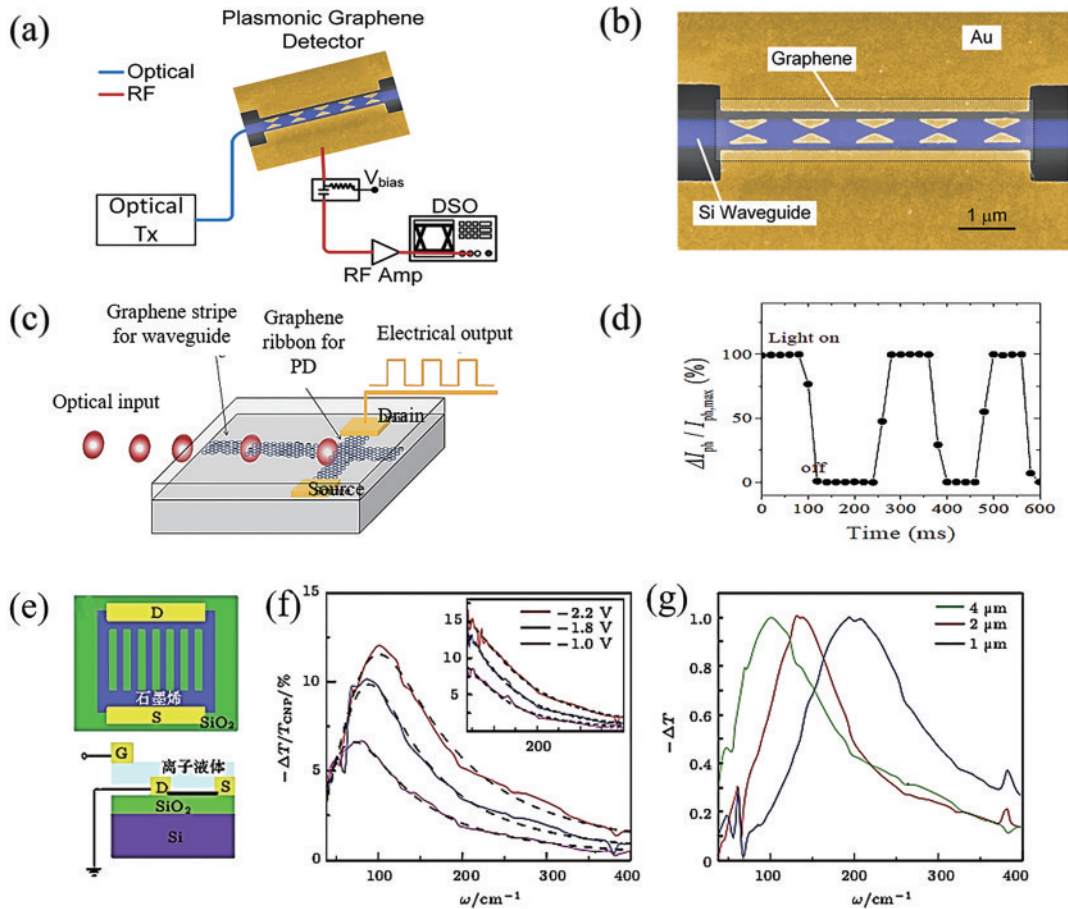 (a)
Plasmonic Graphene
Detector
Optical
RF
Optical
Tx
V_bias
DSO
RF Amp
(b)
Au
Graphene
Si Waveguide
1 μm
(c)
Graphene stripe
for waveguide
Graphene
ribbon for
PD
Electrical output
Optical input
Drain
Source
(d)
ΔI_ph / I_ph,max (%)
100
50
0
Light on
off
0 100 200 300 400 500 600
Time (ms)
(e)
D
石墨烯
S
SiO₂
G
离子液体
D
S
SiO₂
Si
(f)
−ΔT/T_CNP/%
15
10
5
0
100 200 300 400
ω/cm⁻¹
15
10
5
200
−2.2 V
−1.8 V
−1.0 V
(g)
−ΔT
1.0
0.8
0.6
0.4
0.2
0
100 200 300 400
ω/cm⁻¹
4 μm
2 μm
1 μm